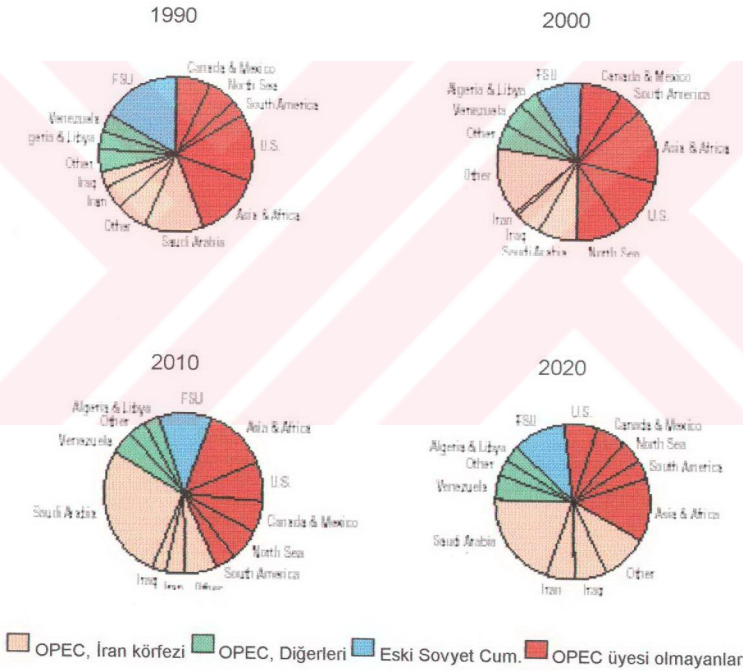 1990
Canada & Mexico
North Sea
South America
U.S.
Asia & Africa
Saudi Arabia
Other
Iran
Iraq
Other
geria & Libya
Venezuela
FSU
2000
Canada & Mexico
South America
Asia & Africa
U.S.
North Sea
Saudi Arabia
Iraq
Iran
Other
Other
Venezuela
Algeria & Libya
FSU
2010
FSU
Asia & Africa
U.S.
Canada & Mexico
North Sea
South America
Other
Iran
Iraq
Saudi Arabia
Venezuela
Other
Algeria & Libya
2020
U.S.
Canada & Mexico
North Sea
South America
Asia & Africa
Other
Iraq
Iran
Saudi Arabia
Venezuela
Other
Algeria & Libya
FSU
OPEC, İran körfezi OPEC, Diğerleri Eski Sovyet Cum. OPEC üyesi olmayanlar